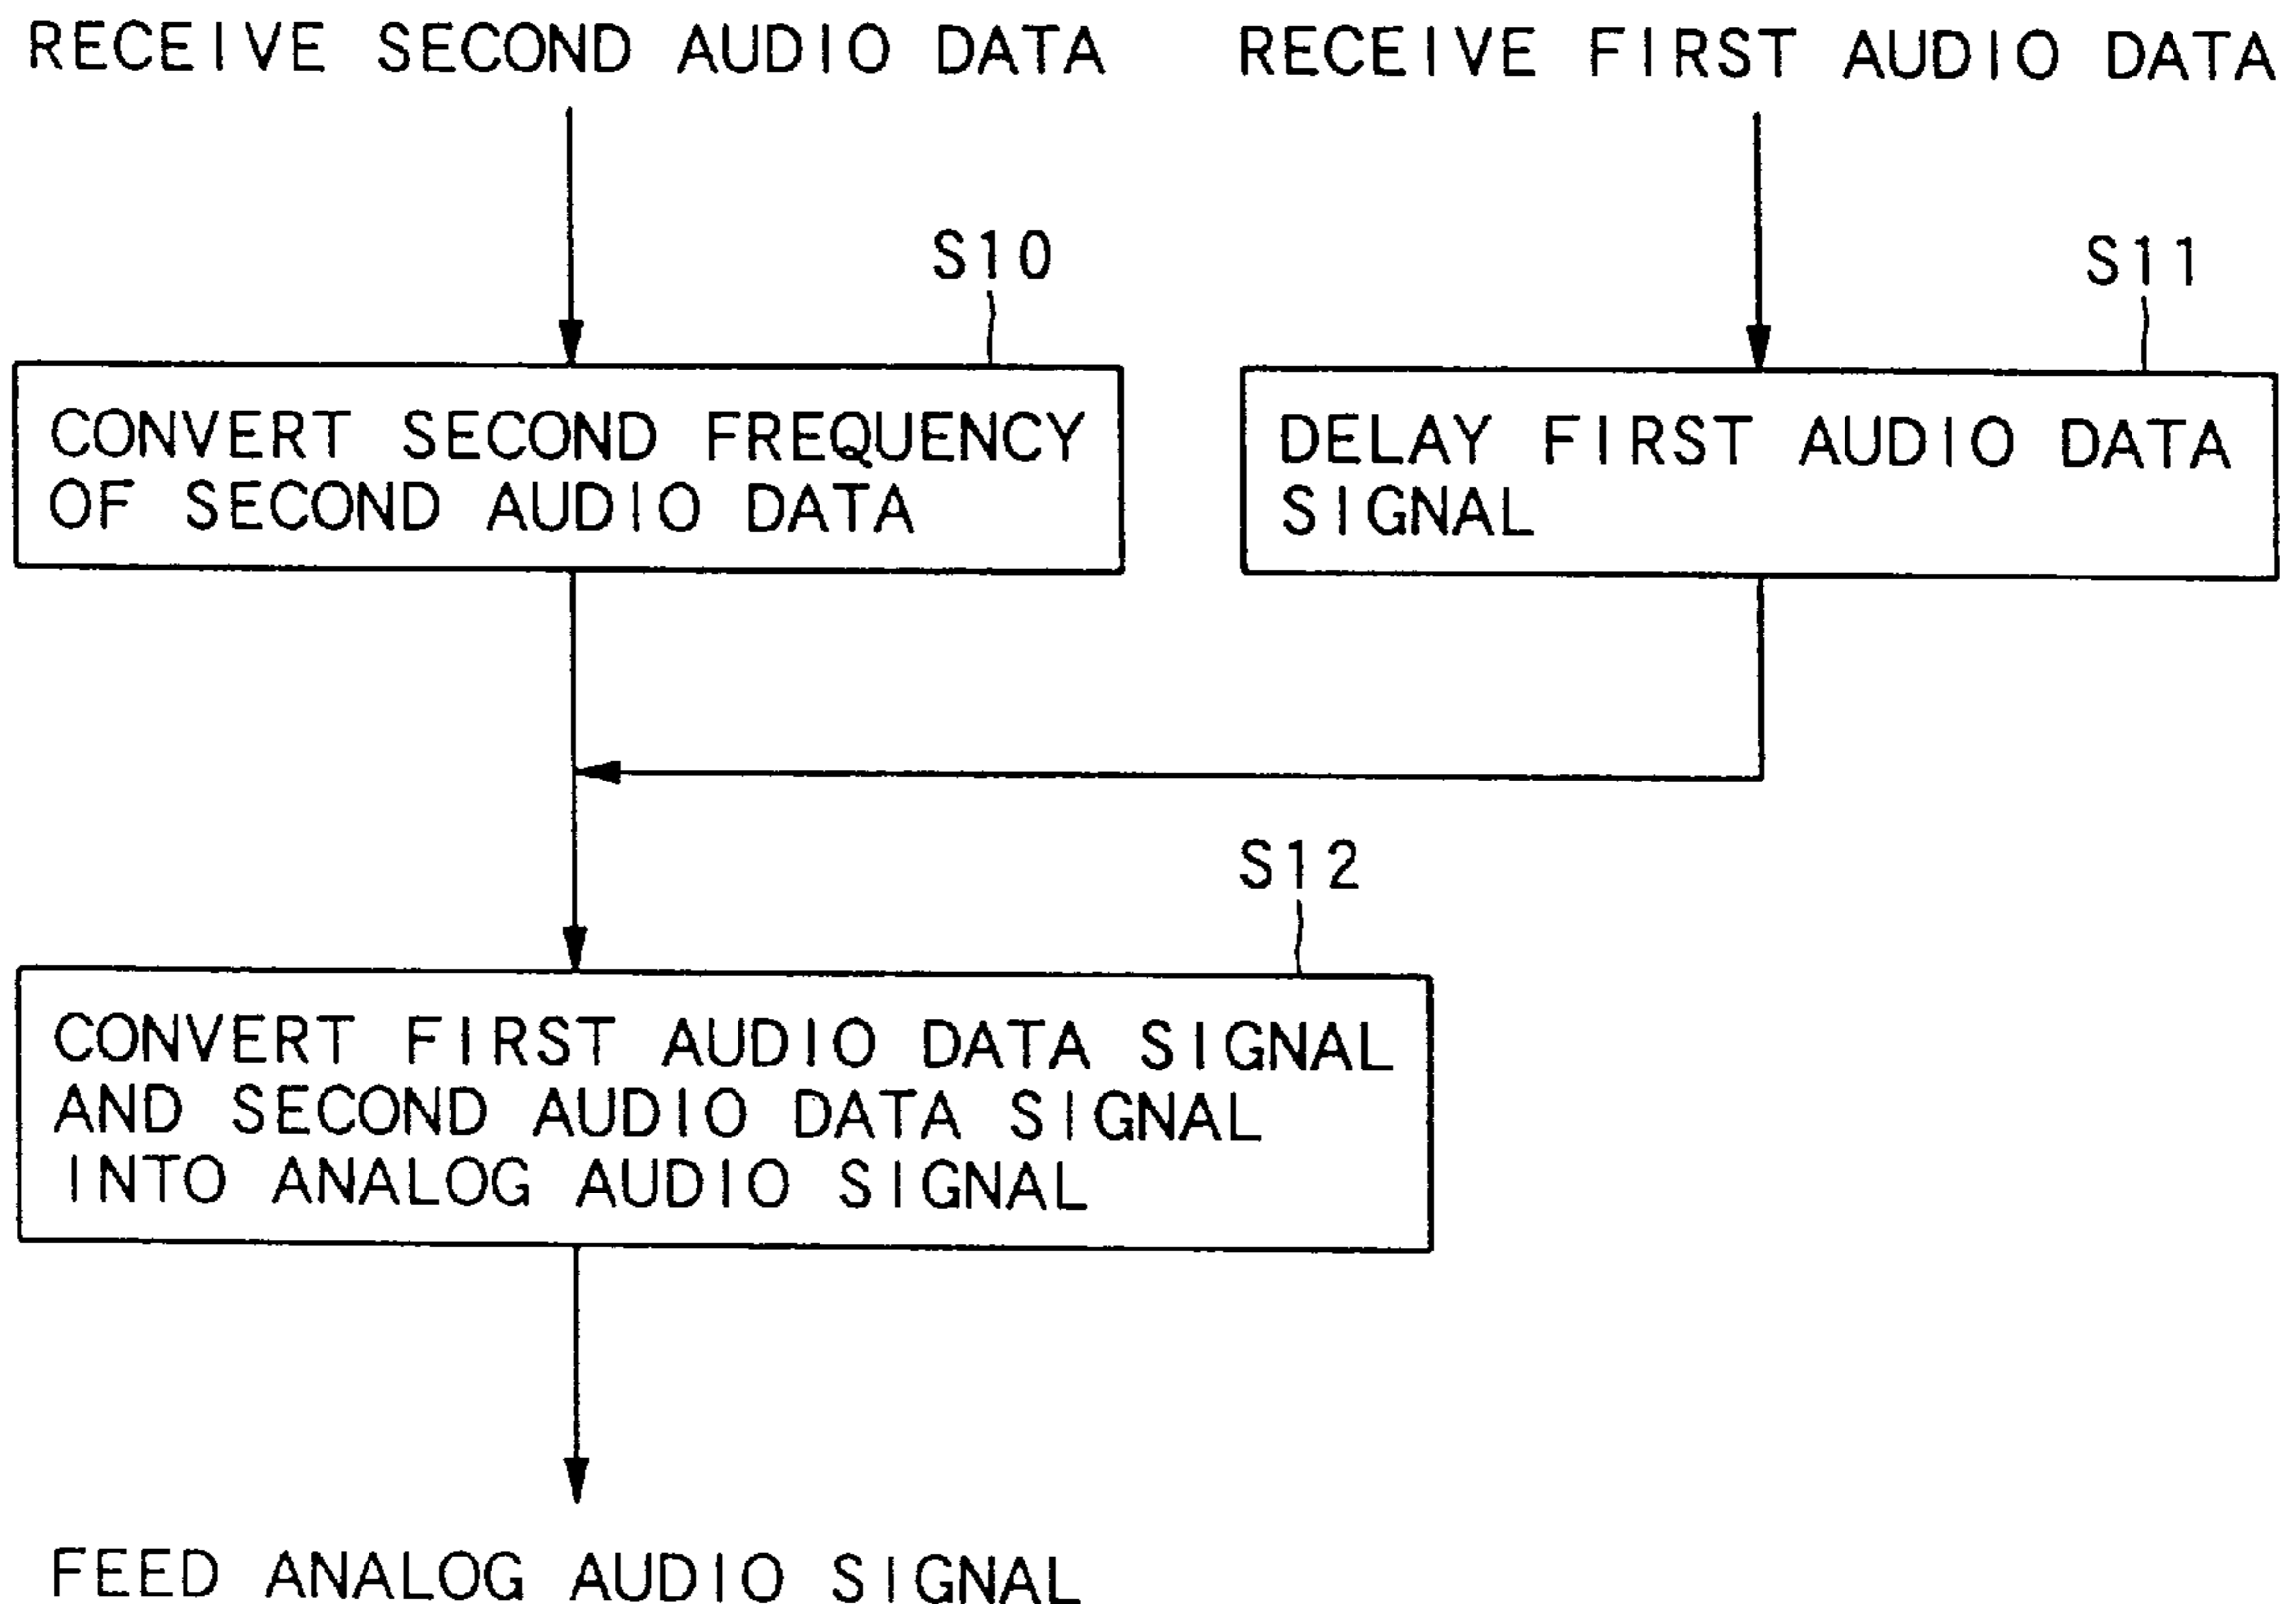 RECEIVE SECOND AUDIO DATA
RECEIVE FIRST AUDIO DATA
S10
S11
CONVERT SECOND FREQUENCY
OF SECOND AUDIO DATA
DELAY FIRST AUDIO DATA
SIGNAL
S12
CONVERT FIRST AUDIO DATA SIGNAL
AND SECOND AUDIO DATA SIGNAL
INTO ANALOG AUDIO SIGNAL
FEED ANALOG AUDIO SIGNAL